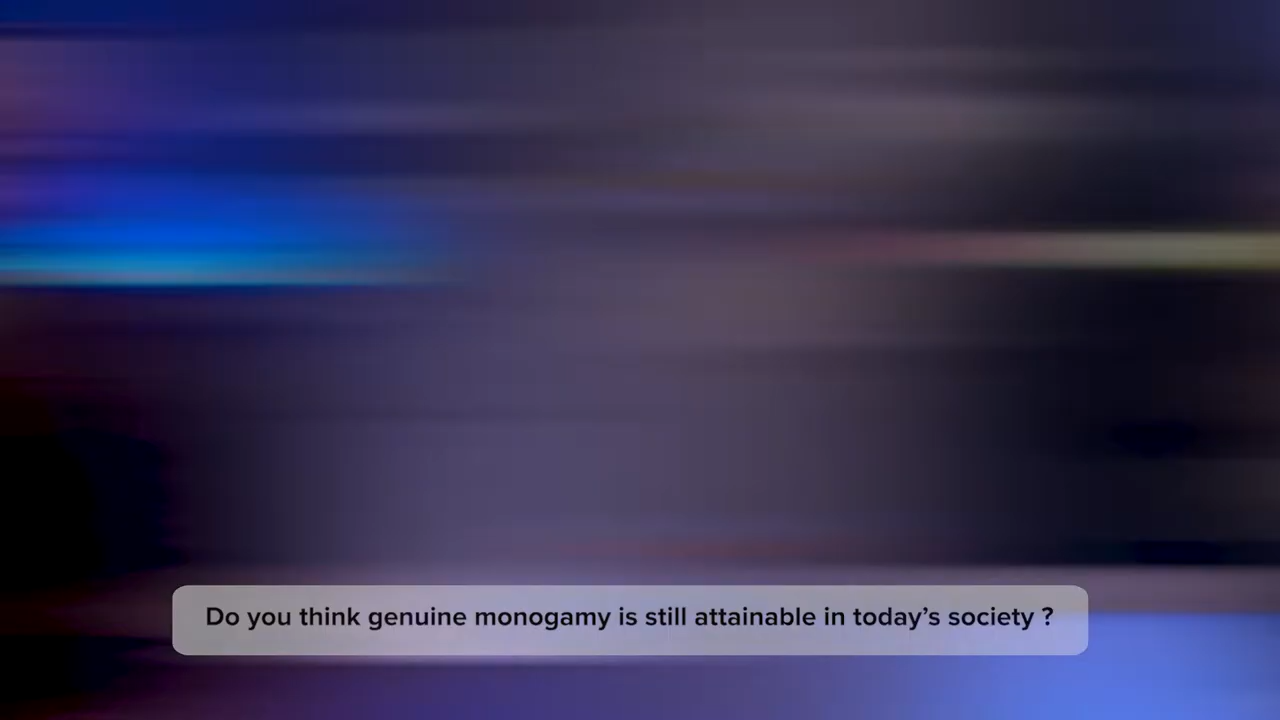 Do you think genuine monogamy is still attainable in today’s society ?